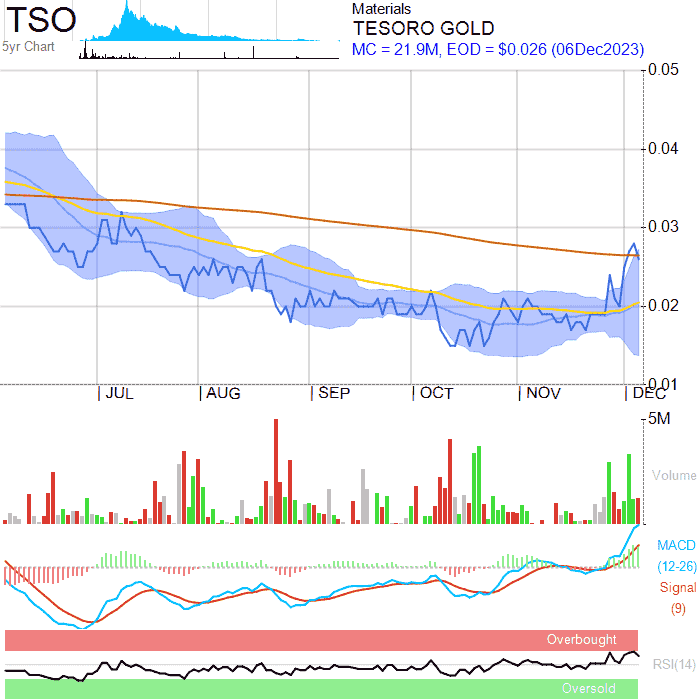 TSO
5yr Chart
Materials
TESORO GOLD
MC = 21.9M, EOD = $0.026 (06Dec2023)
0.05
0.04
0.03
0.02
0.01
JUL AUG SEP OCT NOV DEC
5M
Volume
MACD
(12-26)
Signal
(9)
Overbought
RSI(14)
Oversold